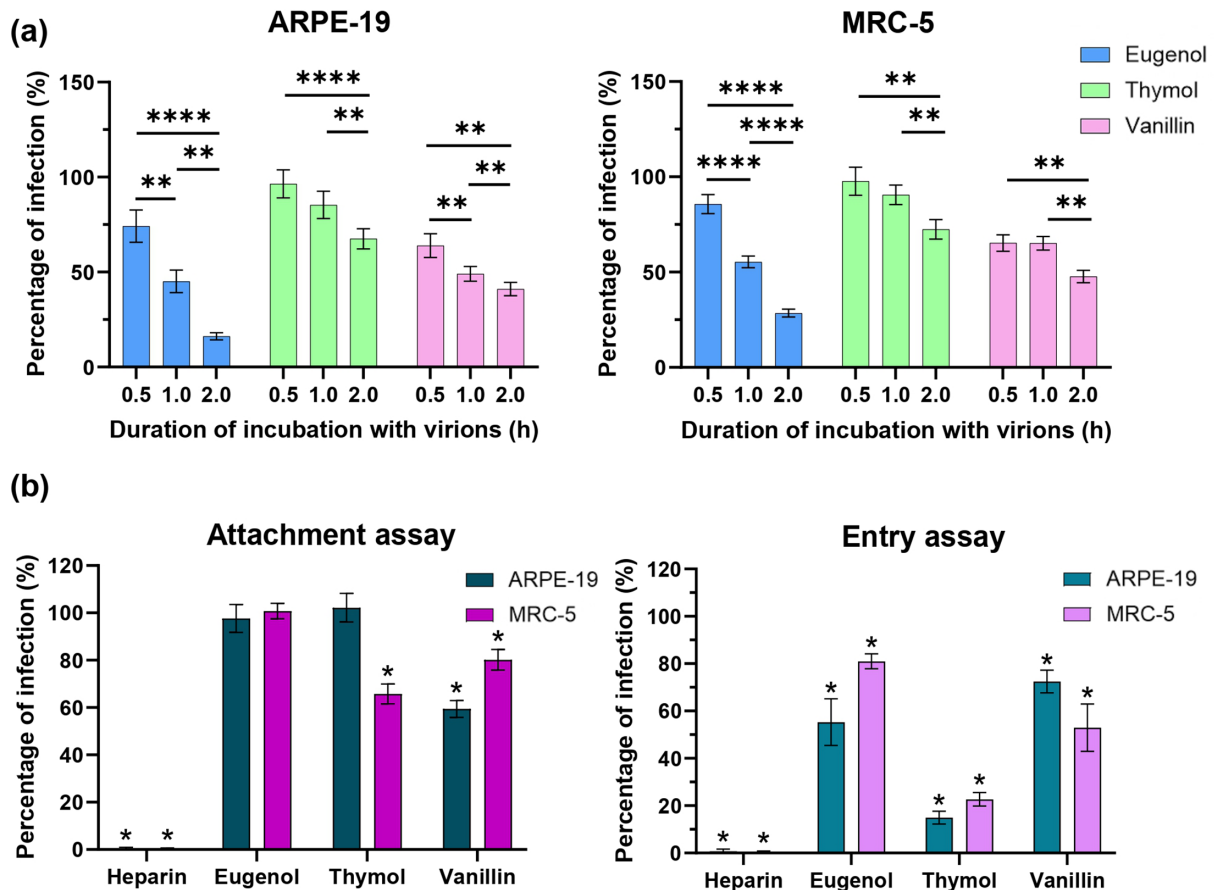 (a)
ARPE-19
MRC-5
Eugenol
Thymol
Vanillin
Percentage of infection (%)
150
100
50
0
**** ** **
**** **
** ** **
0.5 1.0 2.0 0.5 1.0 2.0 0.5 1.0 2.0
Duration of incubation with virions (h)
Percentage of infection (%)
150
100
50
0
**** **** ****
** **
** **
0.5 1.0 2.0 0.5 1.0 2.0 0.5 1.0 2.0
Duration of incubation with virions (h)
(b)
Attachment assay
ARPE-19
MRC-5
Percentage of infection (%)
120
100
80
60
40
20
0
* * * * *
Heparin Eugenol Thymol Vanillin
Entry assay
ARPE-19
MRC-5
Percentage of infection (%)
120
100
80
60
40
20
0
* * * * * * * *
Heparin Eugenol Thymol Vanillin